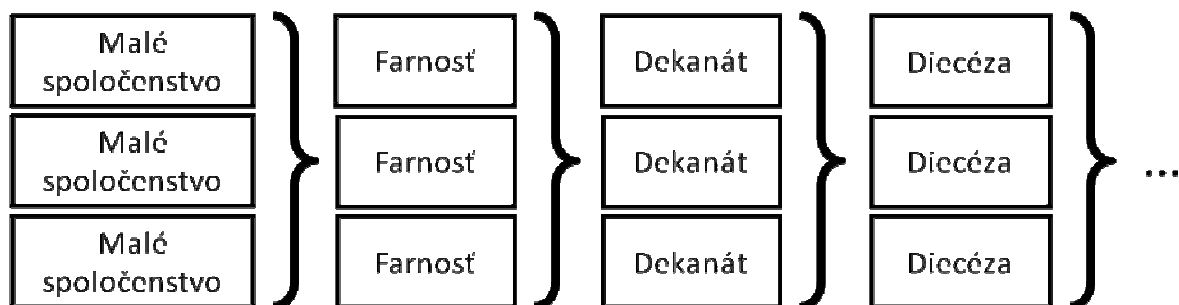 Malé
spoločenstvo
Farnosť
Dekanát
Diecéza
Malé
spoločenstvo
Farnosť
Dekanát
Diecéza
...
Malé
spoločenstvo
Farnosť
Dekanát
Diecéza